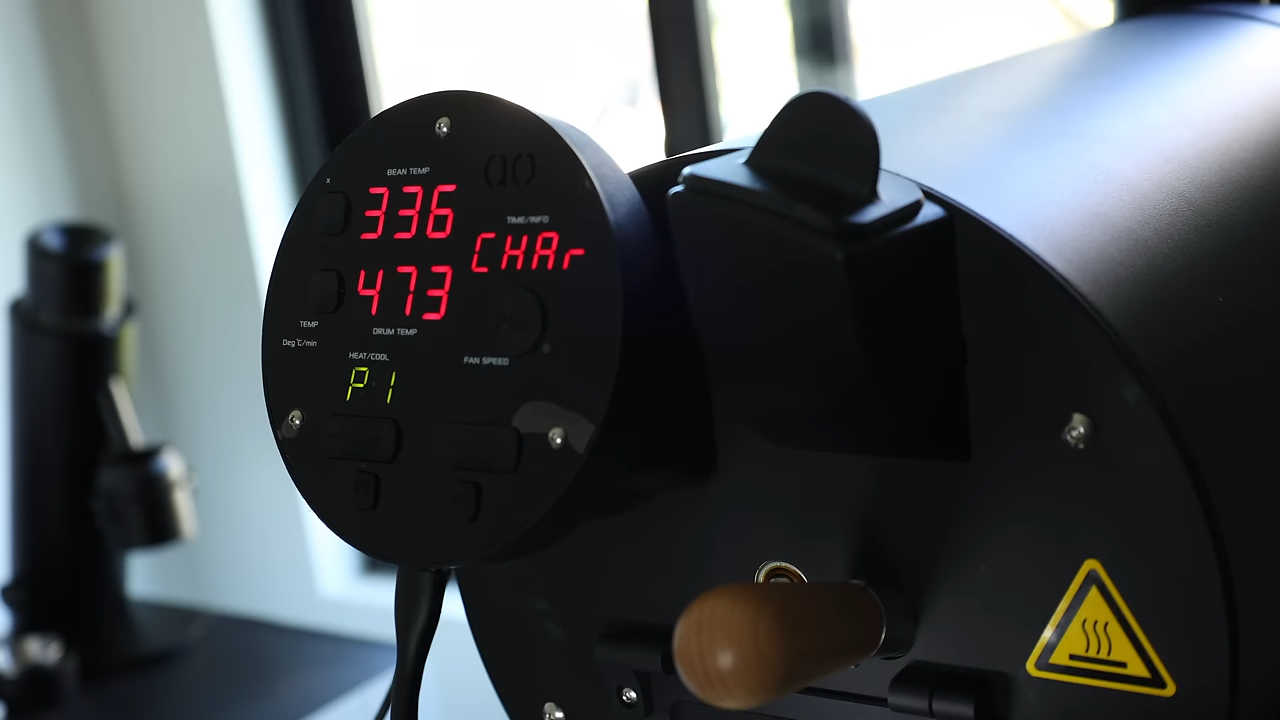 BEAN TEMP
x
336
TIME/INFO
CHAr
473
TEMP
DRUM TEMP
Deg °C/min
HEAT/COOL
FAN SPEED
P1